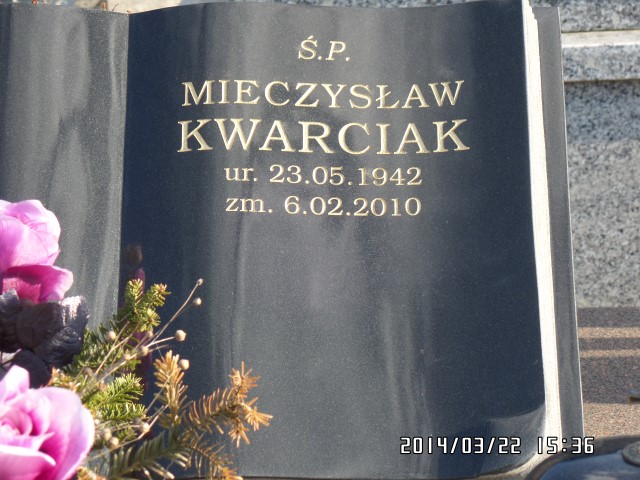 Ś.P.
MIECZYSŁAW
KWARCIAK
ur. 23.05.1942
zm. 6.02.2010
2014/03/22 15:36